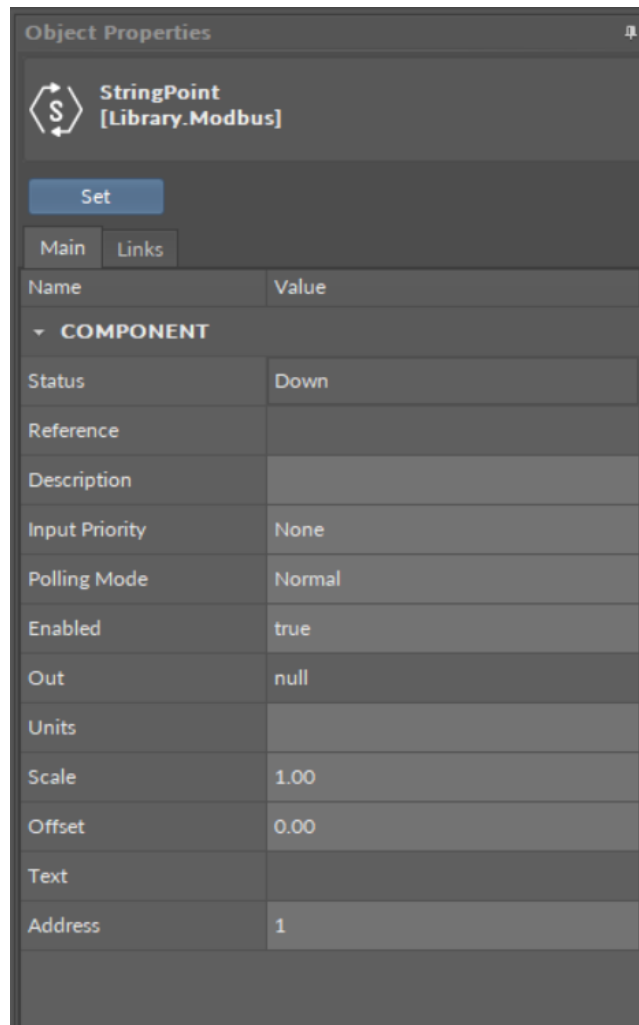 Object Properties
StringPoint
[Library.Modbus]
Set
Main Links
Name Value
COMPONENT
Status Down
Reference
Description
Input Priority None
Polling Mode Normal
Enabled true
Out null
Units
Scale 1.00
Offset 0.00
Text
Address 1